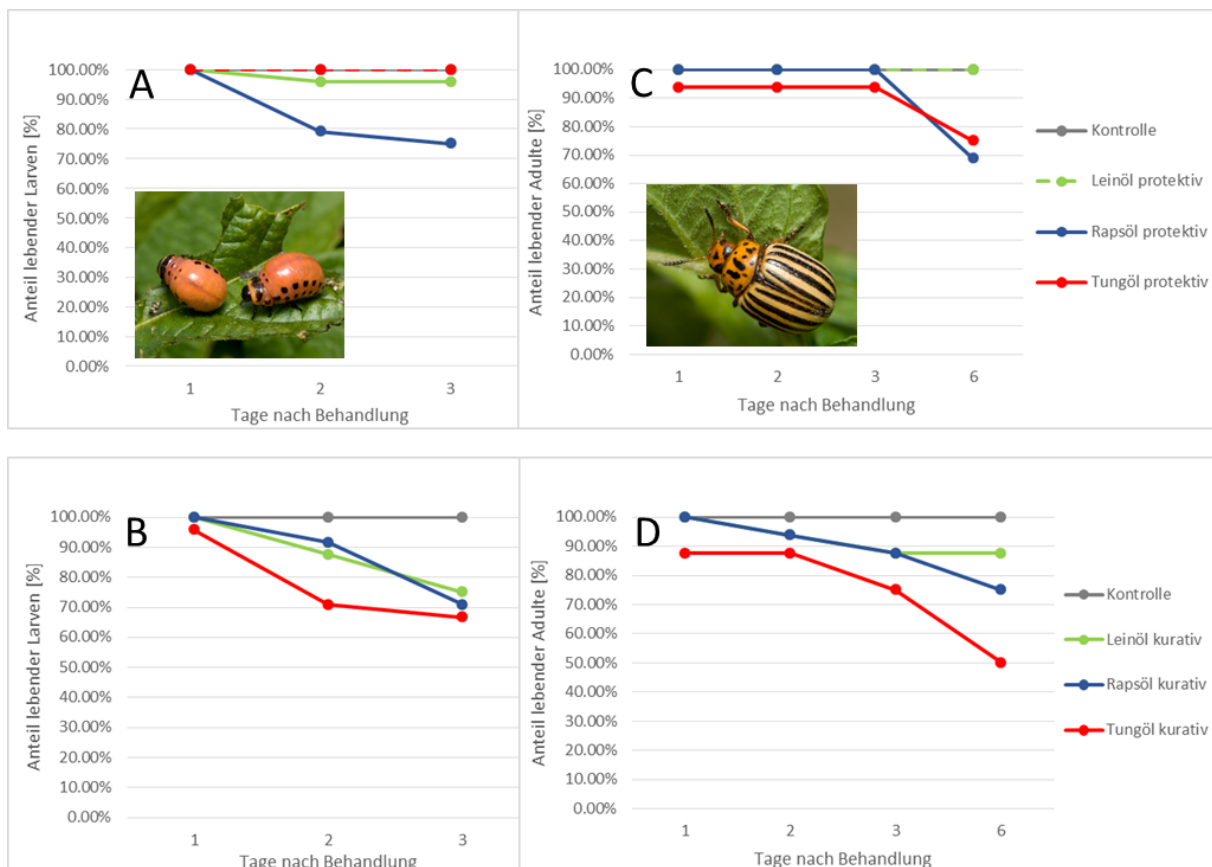 A
Anteil lebender Larven [%]
100.00%
90.00%
80.00%
70.00%
60.00%
50.00%
40.00%
30.00%
20.00%
10.00%
0.00%
1 2 3
Tage nach Behandlung
C
Anteil lebender Adulte [%]
100.00%
90.00%
80.00%
70.00%
60.00%
50.00%
40.00%
30.00%
20.00%
10.00%
0.00%
1 2 3 6
Tage nach Behandlung
Kontrolle
Leinöl protektiv
Rapsöl protektiv
Tungöl protektiv
B
Anteil lebender Larven [%]
100.00%
90.00%
80.00%
70.00%
60.00%
50.00%
40.00%
30.00%
20.00%
10.00%
0.00%
1 2 3
Tage nach Behandlung
D
Anteil lebender Adulte [%]
100.00%
90.00%
80.00%
70.00%
60.00%
50.00%
40.00%
30.00%
20.00%
10.00%
0.00%
1 2 3 6
Tage nach Behandlung
Kontrolle
Leinöl kurativ
Rapsöl kurativ
Tungöl kurativ